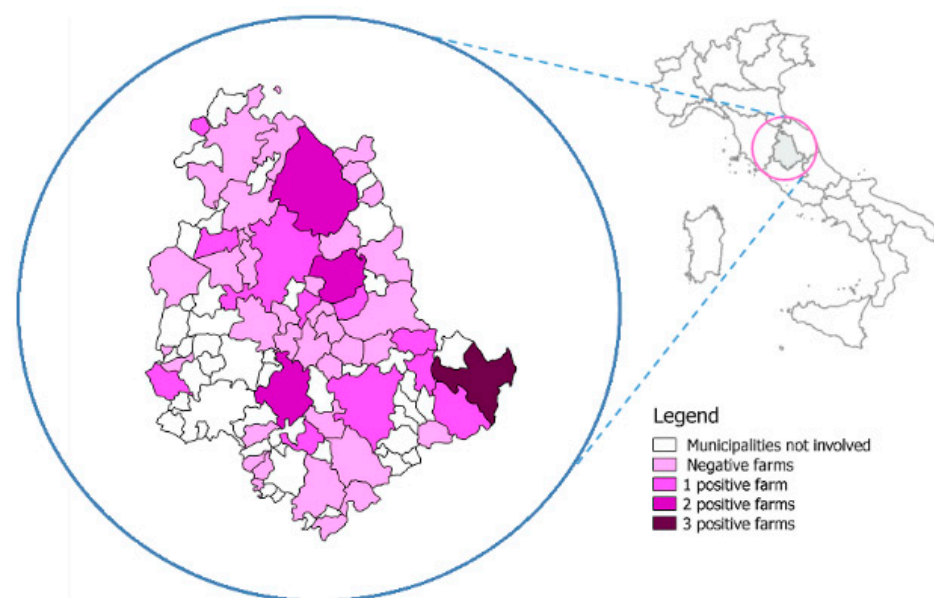 Legend
Municipalities not involved
Negative farms
1 positive farm
2 positive farms
3 positive farms